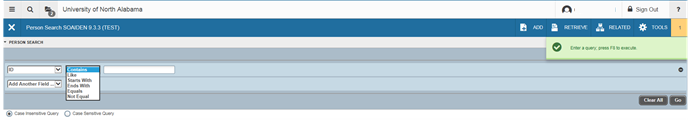 2
University of North Alabama
Sign Out
?
Person Search SOAIDEN 9.3.3 (TEST)
ADD
RETRIEVE
RELATED
TOOLS
1
PERSON SEARCH
Enter a query; press F8 to execute.
ID
Contains
Like
Starts With
Ends With
Equals
Not Equal
Add Another Field ...
Clear All
Go
Case Insensitive Query
Case Sensitive Query